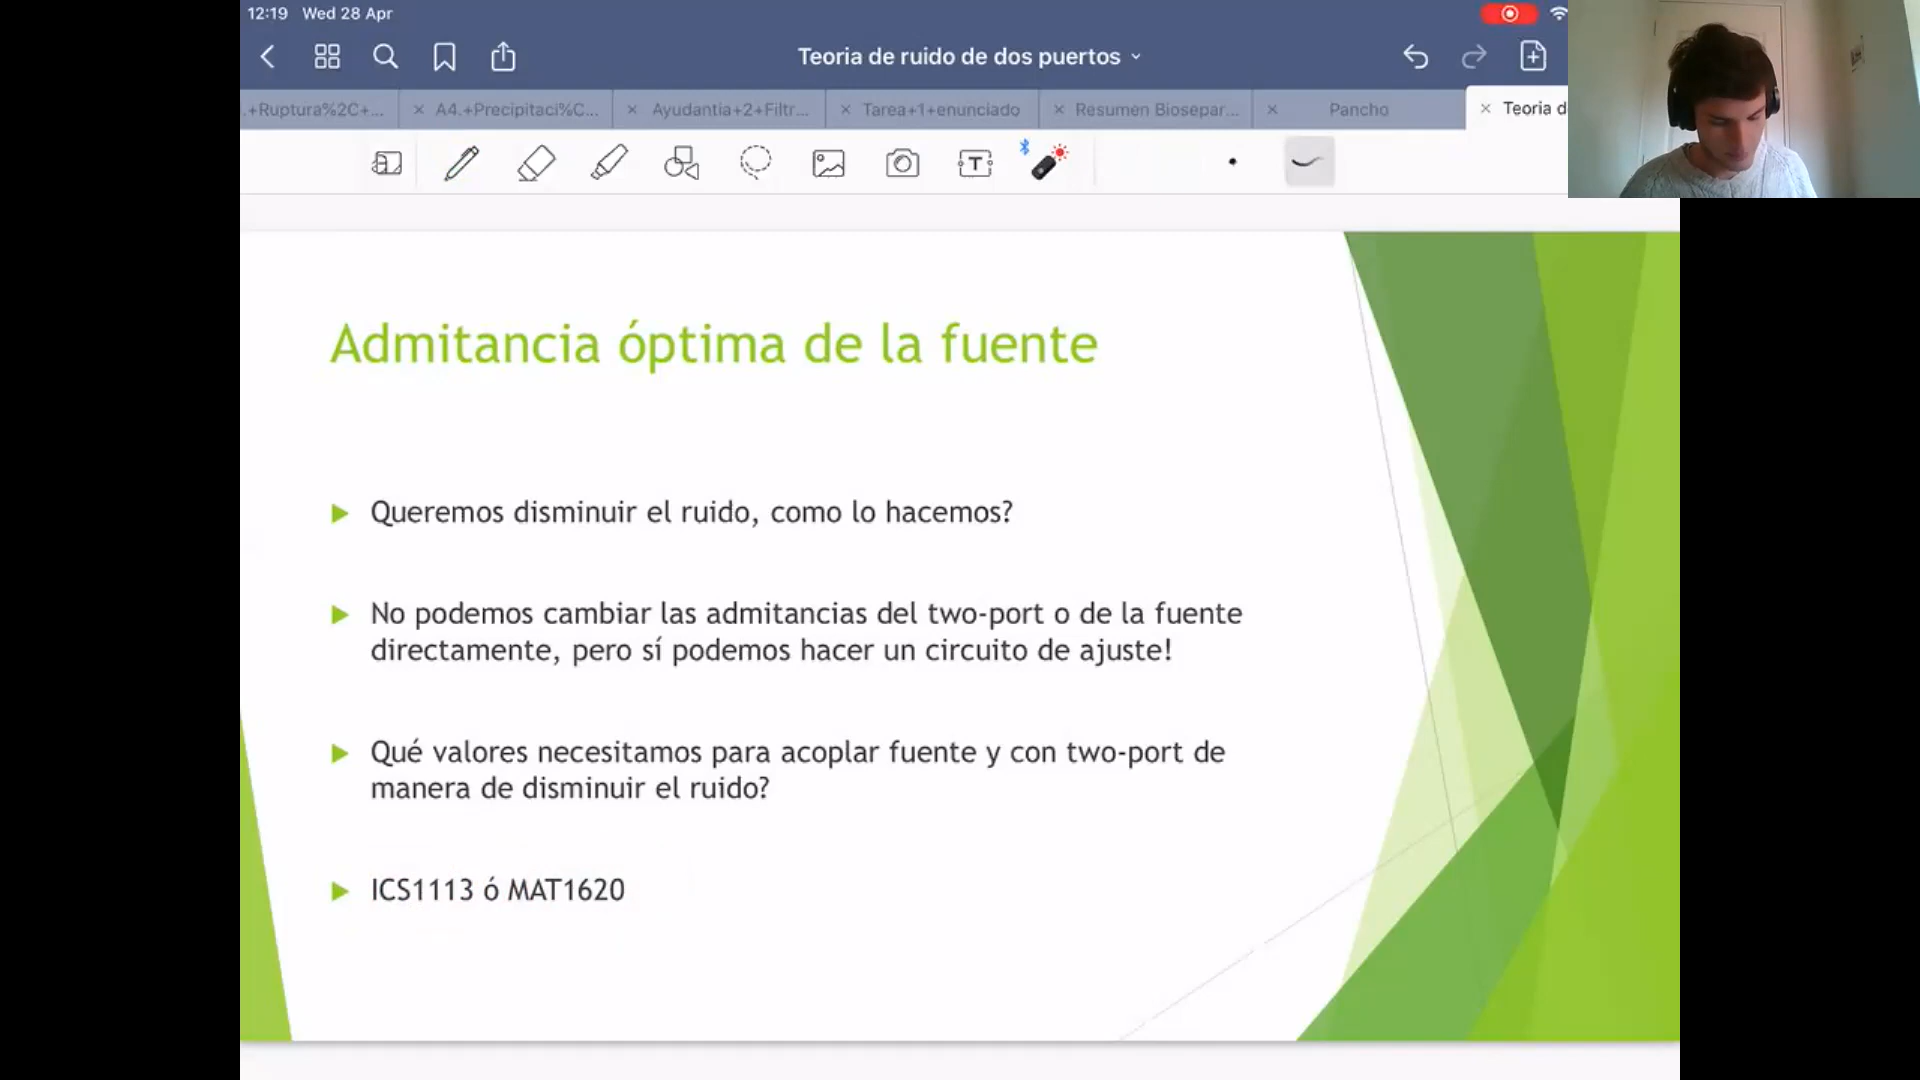 12:19 Wed 28 Apr
Teoria de ruido de dos puertos
.+Ruptura%2C+...
A4.+Precipitaci%C...
Ayudantia+2+Filtr...
Tarea+1+enunciado
Resumen Biosepar...
Pancho
Teoria d
T
Admitancia óptima de la fuente
Queremos disminuir el ruido, como lo hacemos?
No podemos cambiar las admitancias del two-port o de la fuente
directamente, pero sí podemos hacer un circuito de ajuste!
Qué valores necesitamos para acoplar fuente y con two-port de
manera de disminuir el ruido?
ICS1113 ó MAT1620